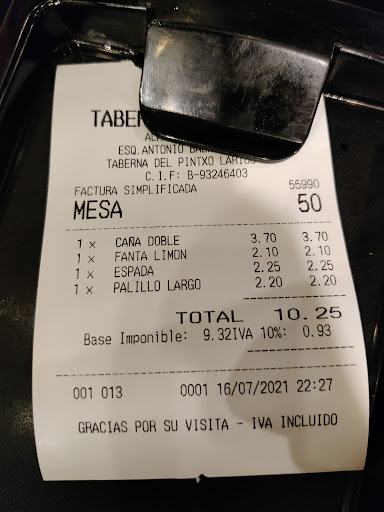 TABER
ESQ.ANTONIO
TABERNA DEL PINTXO LARIOS
C.I.F: B-93246403
FACTURA SIMPLIFICADA 55990
MESA 50
1 x CAÑA DOBLE 3.70 3.70
1 x FANTA LIMON 2.10 2.10
1 x ESPADA 2.25 2.25
1 x PALILLO LARGO 2.20 2.20
TOTAL 10.25
Base Imponible: 9.32IVA 10%: 0.93
001 013 0001 16/07/2021 22:27
GRACIAS POR SU VISITA - IVA INCLUIDO